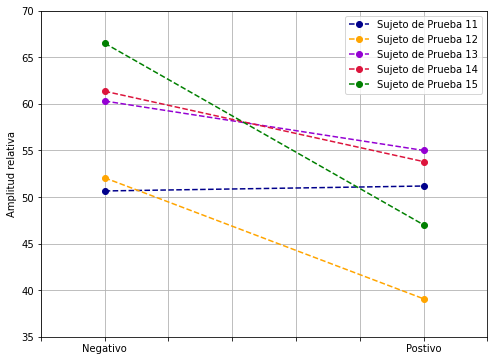 70
65
60
55
50
45
40
35
Amplitud relativa
Sujeto de Prueba 11
Sujeto de Prueba 12
Sujeto de Prueba 13
Sujeto de Prueba 14
Sujeto de Prueba 15
Negativo
Postivo